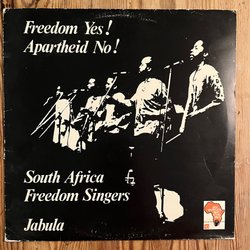 Freedom Yes!
Apartheid No!
South Africa
Freedom Singers
Jabula